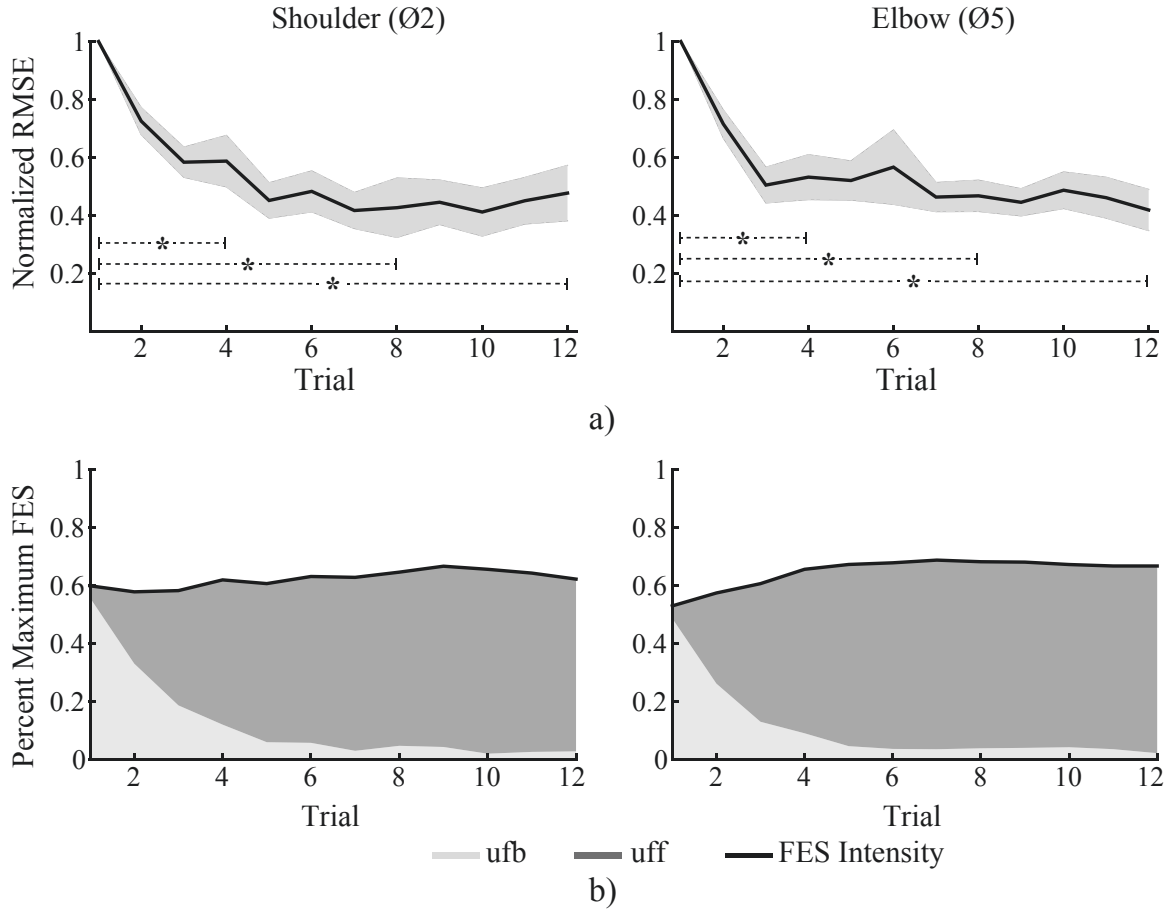 Shoulder (Ø2)
Elbow (Ø5)
Normalized RMSE
1
0.8
0.6
0.4
0.2
* * *
2 4 6 8 10 12
Trial
1
0.8
0.6
0.4
0.2
* * *
2 4 6 8 10 12
Trial
a)
Percent Maximum FES
1
0.8
0.6
0.4
0.2
0
2 4 6 8 10 12
Trial
1
0.8
0.6
0.4
0.2
0
2 4 6 8 10 12
Trial
ufb uff FES Intensity
b)